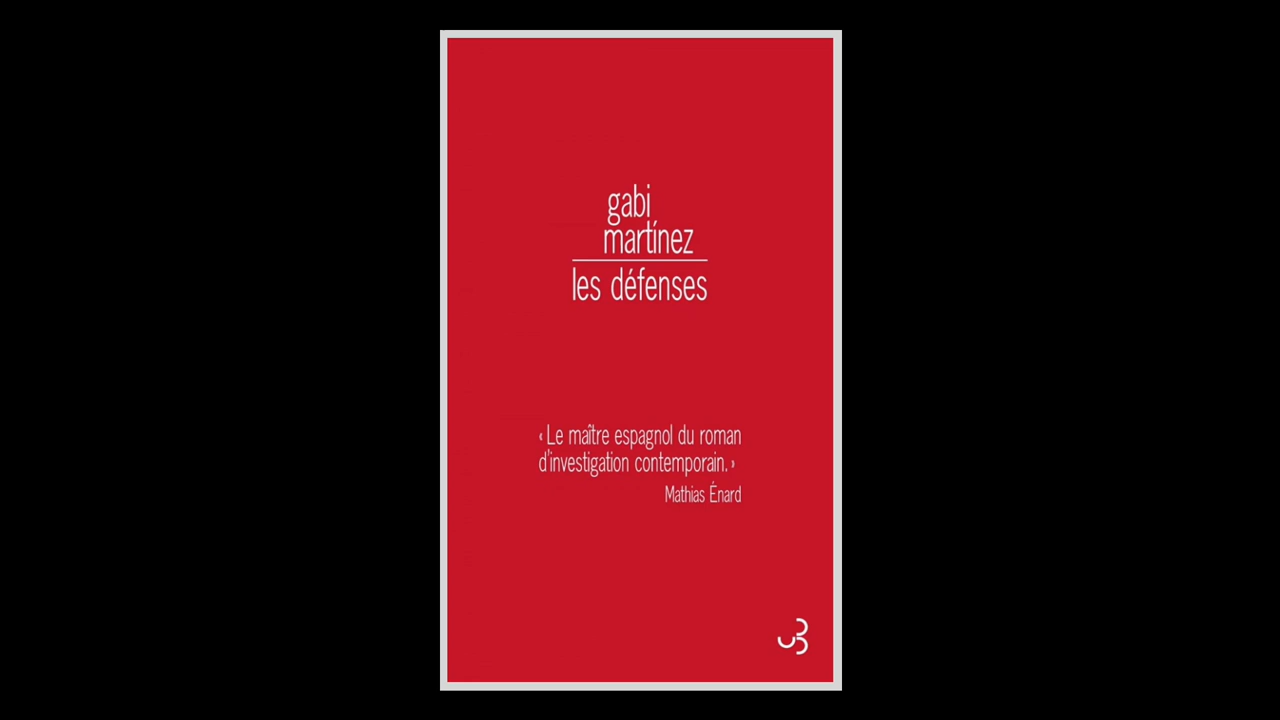 gabi
martínez
les défenses
« Le maître espagnol du roman
d'investigation contemporain. »
Mathias Énard